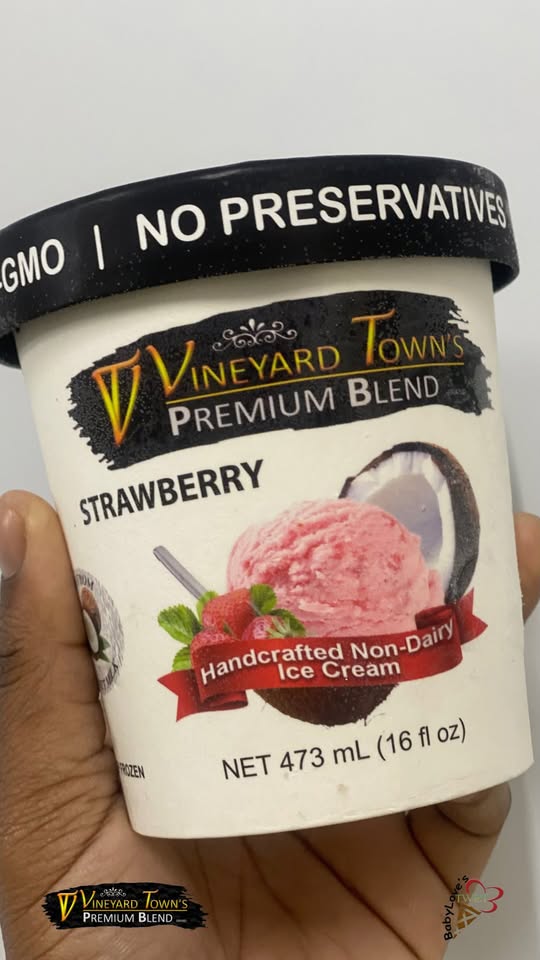 -GMO | NO PRESERVATIVES
VINEYARD TOWN'S
PREMIUM BLEND
STRAWBERRY
Handcrafted Non-Dairy
Ice Cream
NET 473 mL (16 fl oz)
FROZEN
VINEYARD TOWN'S
PREMIUM BLEND
BabyLove's